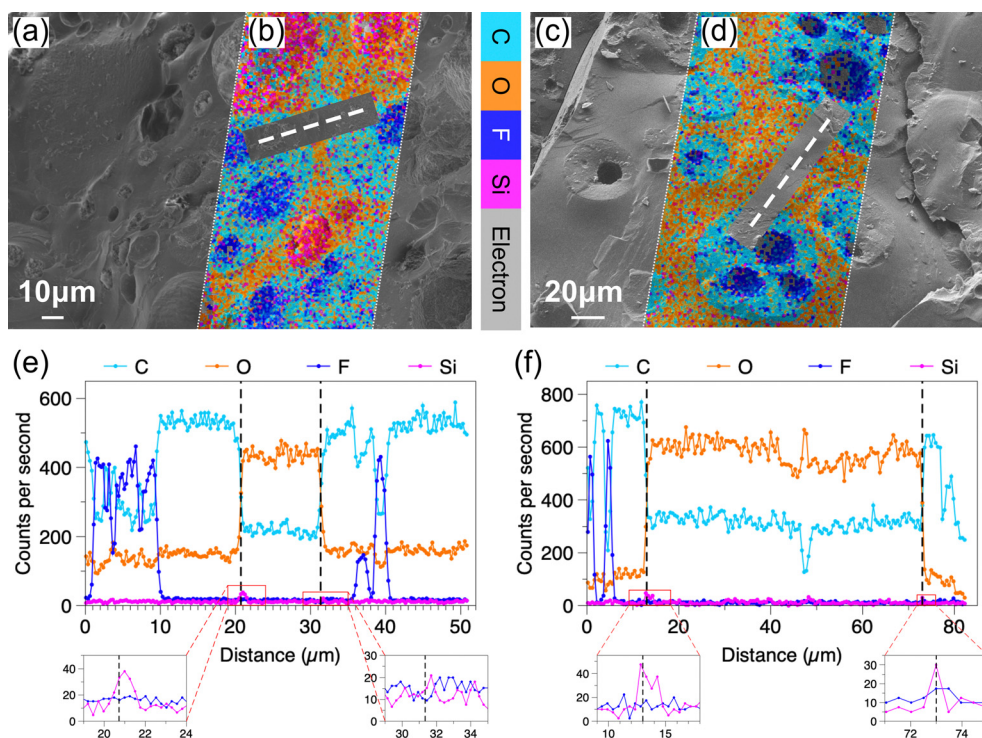 (a)
(b)
10μm
C
O
F
Si
Electron
(c)
(d)
20μm
(e)
C
O
F
Si
Counts per second
600
400
200
0
0
10
20
30
40
50
Distance (μm)
40
20
0
20
22
24
30
20
10
0
30
32
34
(f)
C
O
F
Si
Counts per second
800
600
400
200
0
0
20
40
60
80
Distance (μm)
40
20
0
10
15
30
20
10
0
72
74